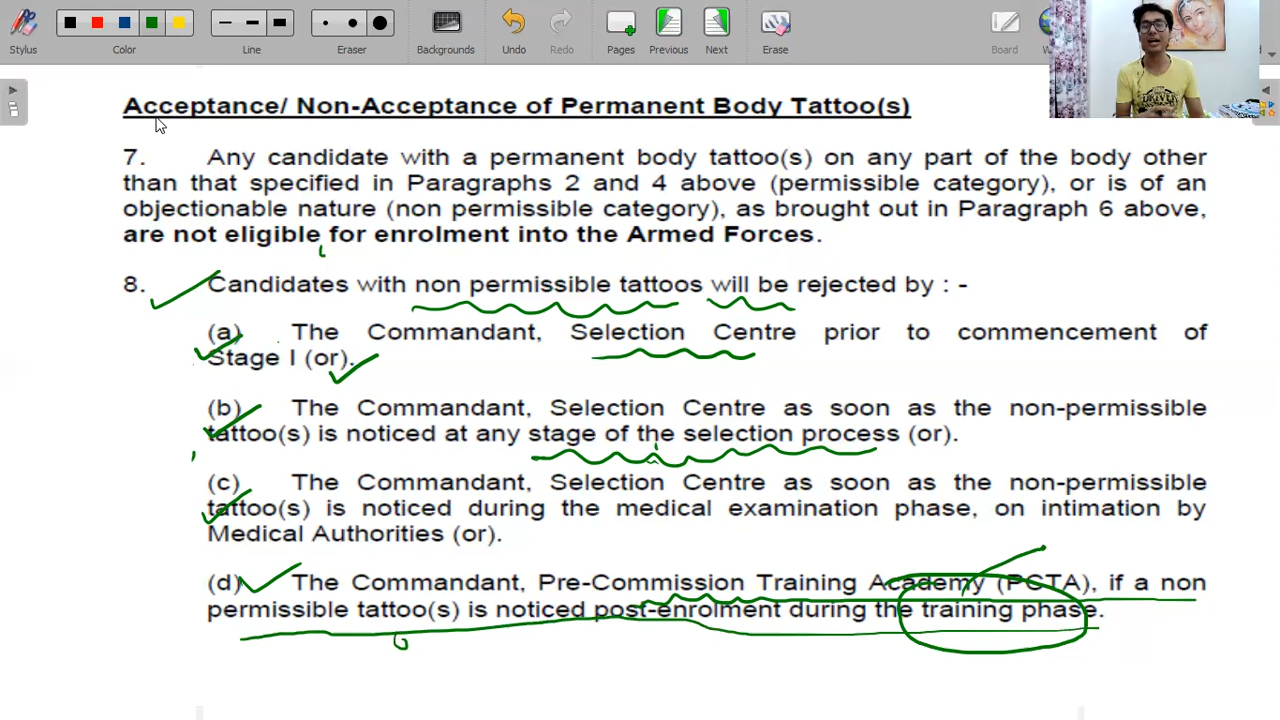 Stylus
Color
Line
Eraser
Backgrounds
Undo
Redo
Pages
Previous
Next
Erase
Board
Acceptance/ Non-Acceptance of Permanent Body Tattoo(s)
7. Any candidate with a permanent body tattoo(s) on any part of the body other
than that specified in Paragraphs 2 and 4 above (permissible category), or is of an
objectionable nature (non permissible category), as brought out in Paragraph 6 above,
are not eligible for enrolment into the Armed Forces.
8. Candidates with non permissible tattoos will be rejected by : -
(a) The Commandant, Selection Centre prior to commencement of
Stage I (or).
(b) The Commandant, Selection Centre as soon as the non-permissible
tattoo(s) is noticed at any stage of the selection process (or).
(c) The Commandant, Selection Centre as soon as the non-permissible
tattoo(s) is noticed during the medical examination phase, on intimation by
Medical Authorities (or).
(d) The Commandant, Pre-Commission Training Academy (PCTA), if a non
permissible tattoo(s) is noticed post-enrolment during the training phase.